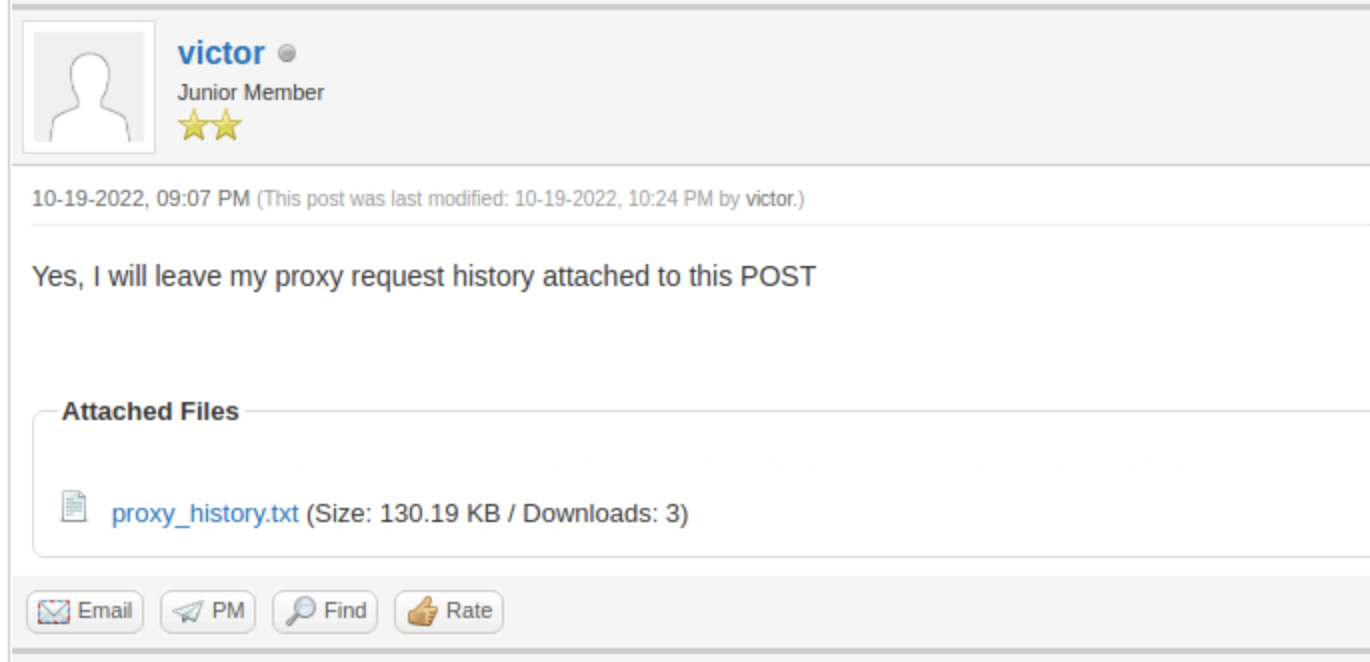 victor
Junior Member
10-19-2022, 09:07 PM (This post was last modified: 10-19-2022, 10:24 PM by victor.)
Yes, I will leave my proxy request history attached to this POST
Attached Files
proxy_history.txt (Size: 130.19 KB / Downloads: 3)
Email PM Find Rate